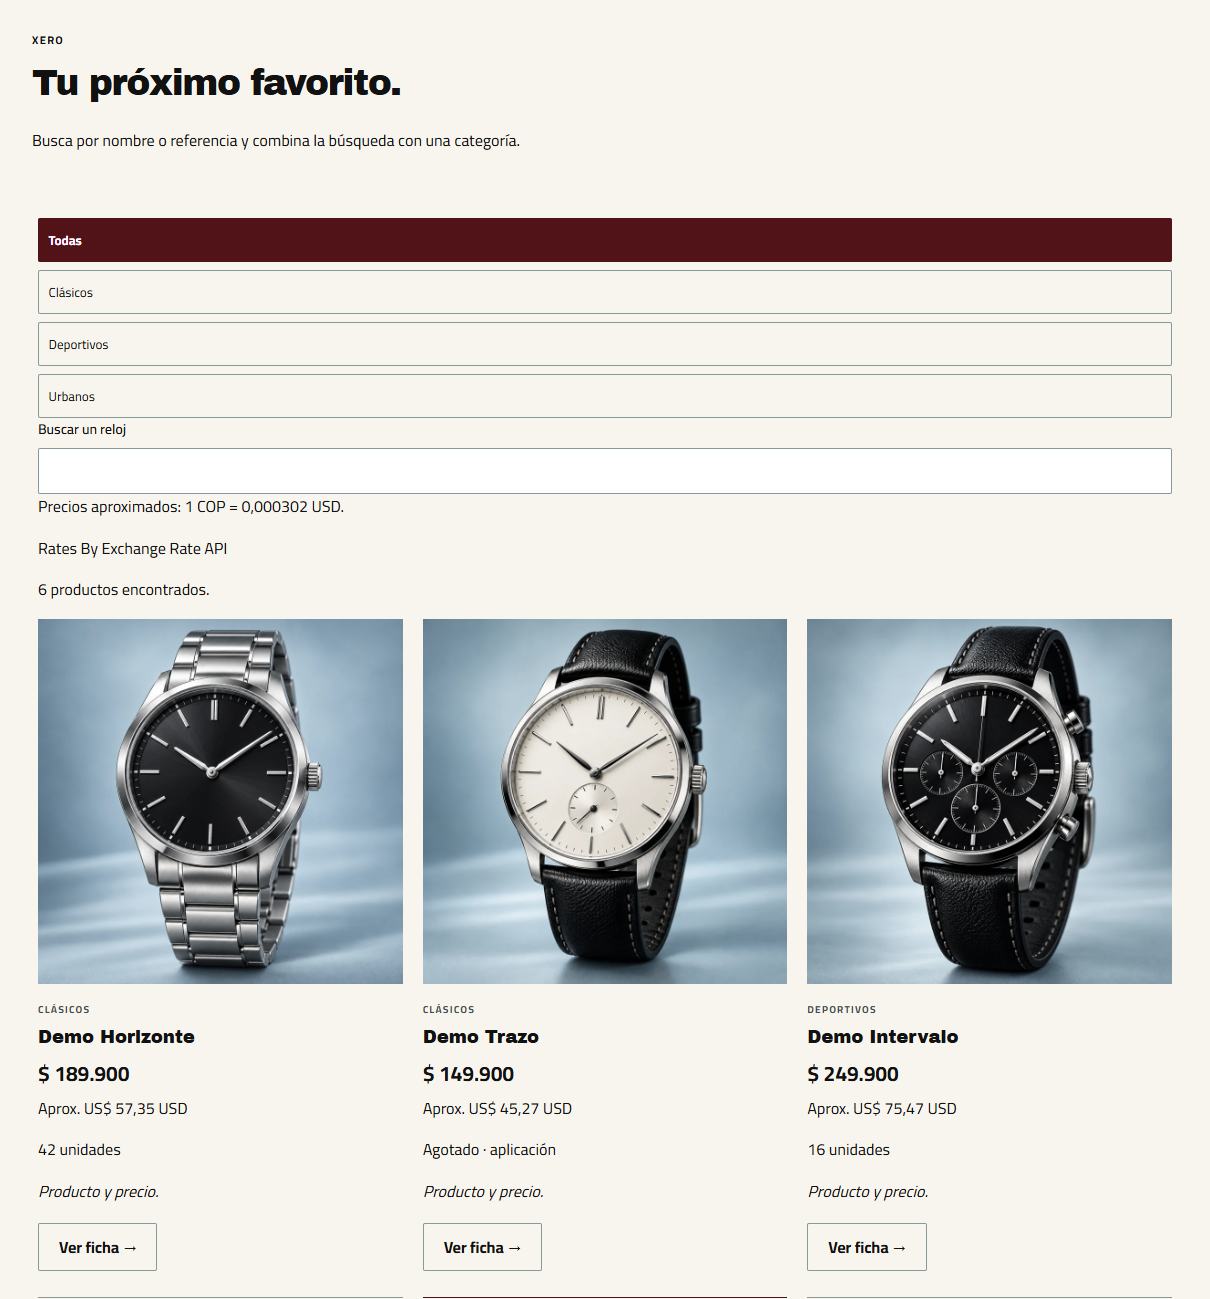 XERO
Tu próximo favorito.
Busca por nombre o referencia y combina la búsqueda con una categoría.
Todas
Clásicos
Deportivos
Urbanos
Buscar un reloj
Precios aproximados: 1 COP = 0,000302 USD.
Rates By Exchange Rate API
6 productos encontrados.
CLÁSICOS
Demo Horizonte
$ 189.900
Aprox. US$ 57,35 USD
42 unidades
Producto y precio.
Ver ficha →
CLÁSICOS
Demo Trazo
$ 149.900
Aprox. US$ 45,27 USD
Agotado · aplicación
Producto y precio.
Ver ficha →
DEPORTIVOS
Demo Intervalo
$ 249.900
Aprox. US$ 75,47 USD
16 unidades
Producto y precio.
Ver ficha →